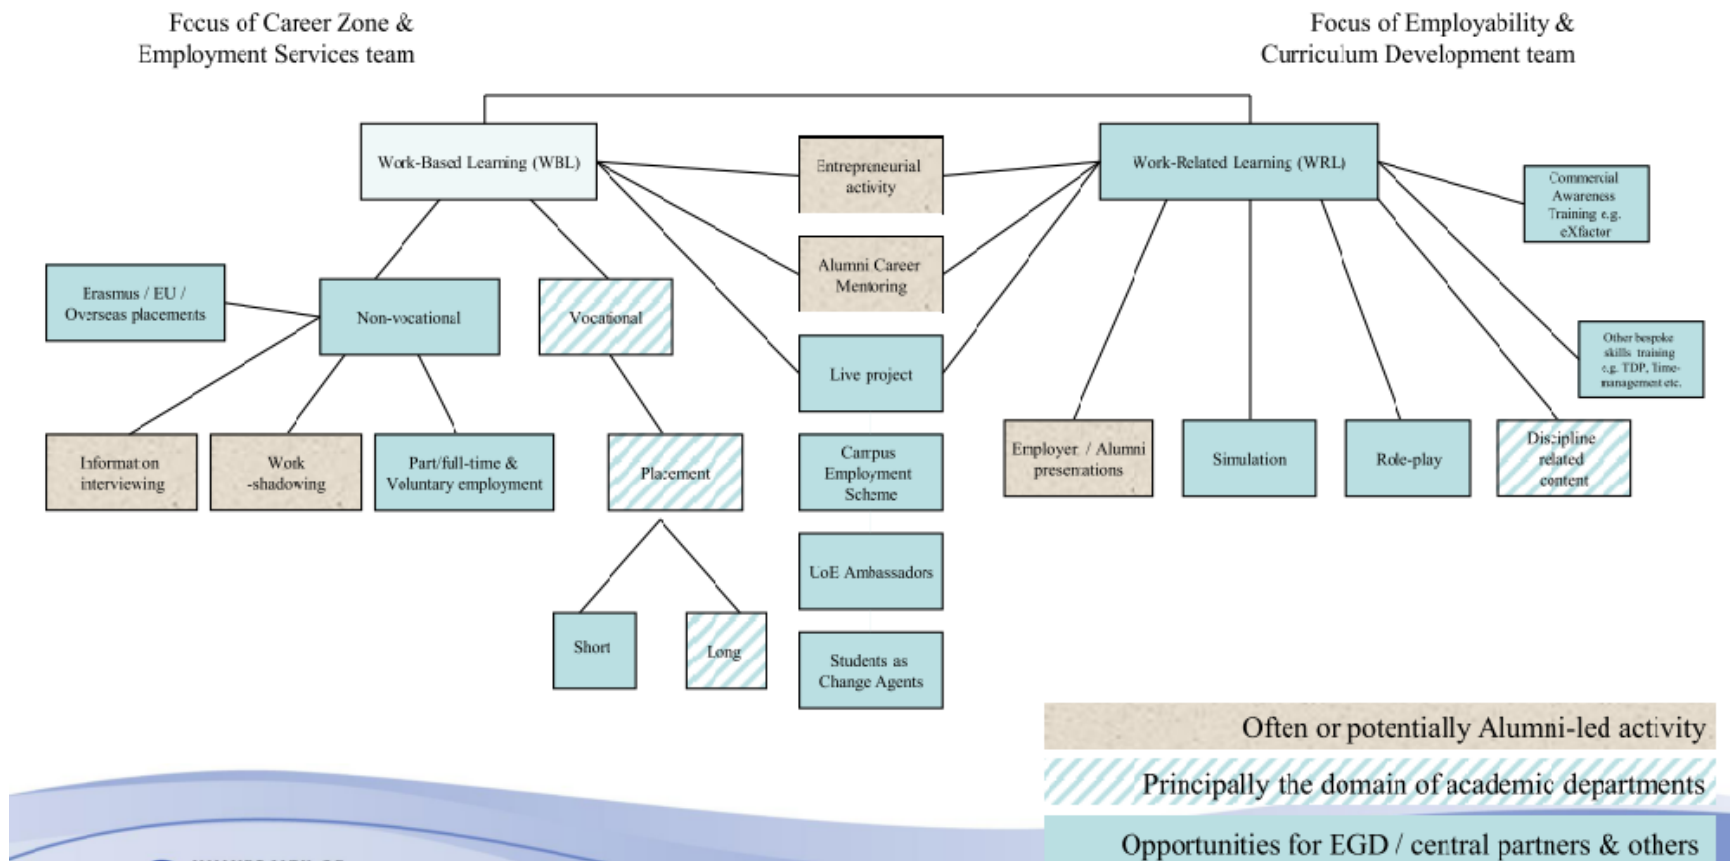 Focus of Career Zone &
Employment Services team
Focus of Employability &
Curriculum Development team
Work-Based Learning (WBL)
Entrepreneurial
activity
Work-Related Learning (WRL)
Commercial
Awareness
Training e.g.
eXfactor
Alumni Career
Mentoring
Erasmus / EU /
Overseas placements
Non-vocational
Vocational
Live project
Other bespoke
skills training
e.g. TDP, Time-
management etc.
Information
interviewing
Work
-shadowing
Part/full-time &
Voluntary employment
Placement
Campus
Employment
Scheme
Employer / Alumni
presentations
Simulation
Role-play
Discipline
related
content
UoE Ambassadors
Short
Long
Students as
Change Agents
Often or potentially Alumni-led activity
Principally the domain of academic departments
Opportunities for EGD / central partners & others